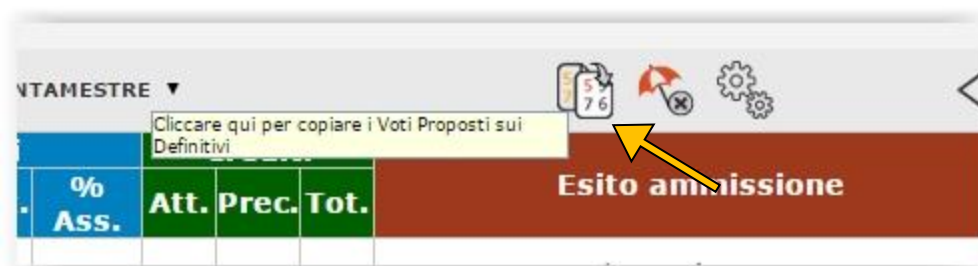 NTAMESTRE ▼
Cliccare qui per copiare i Voti Proposti sui
Definitivi
%
Ass.
Att. Prec. Tot.
Esito ammissione